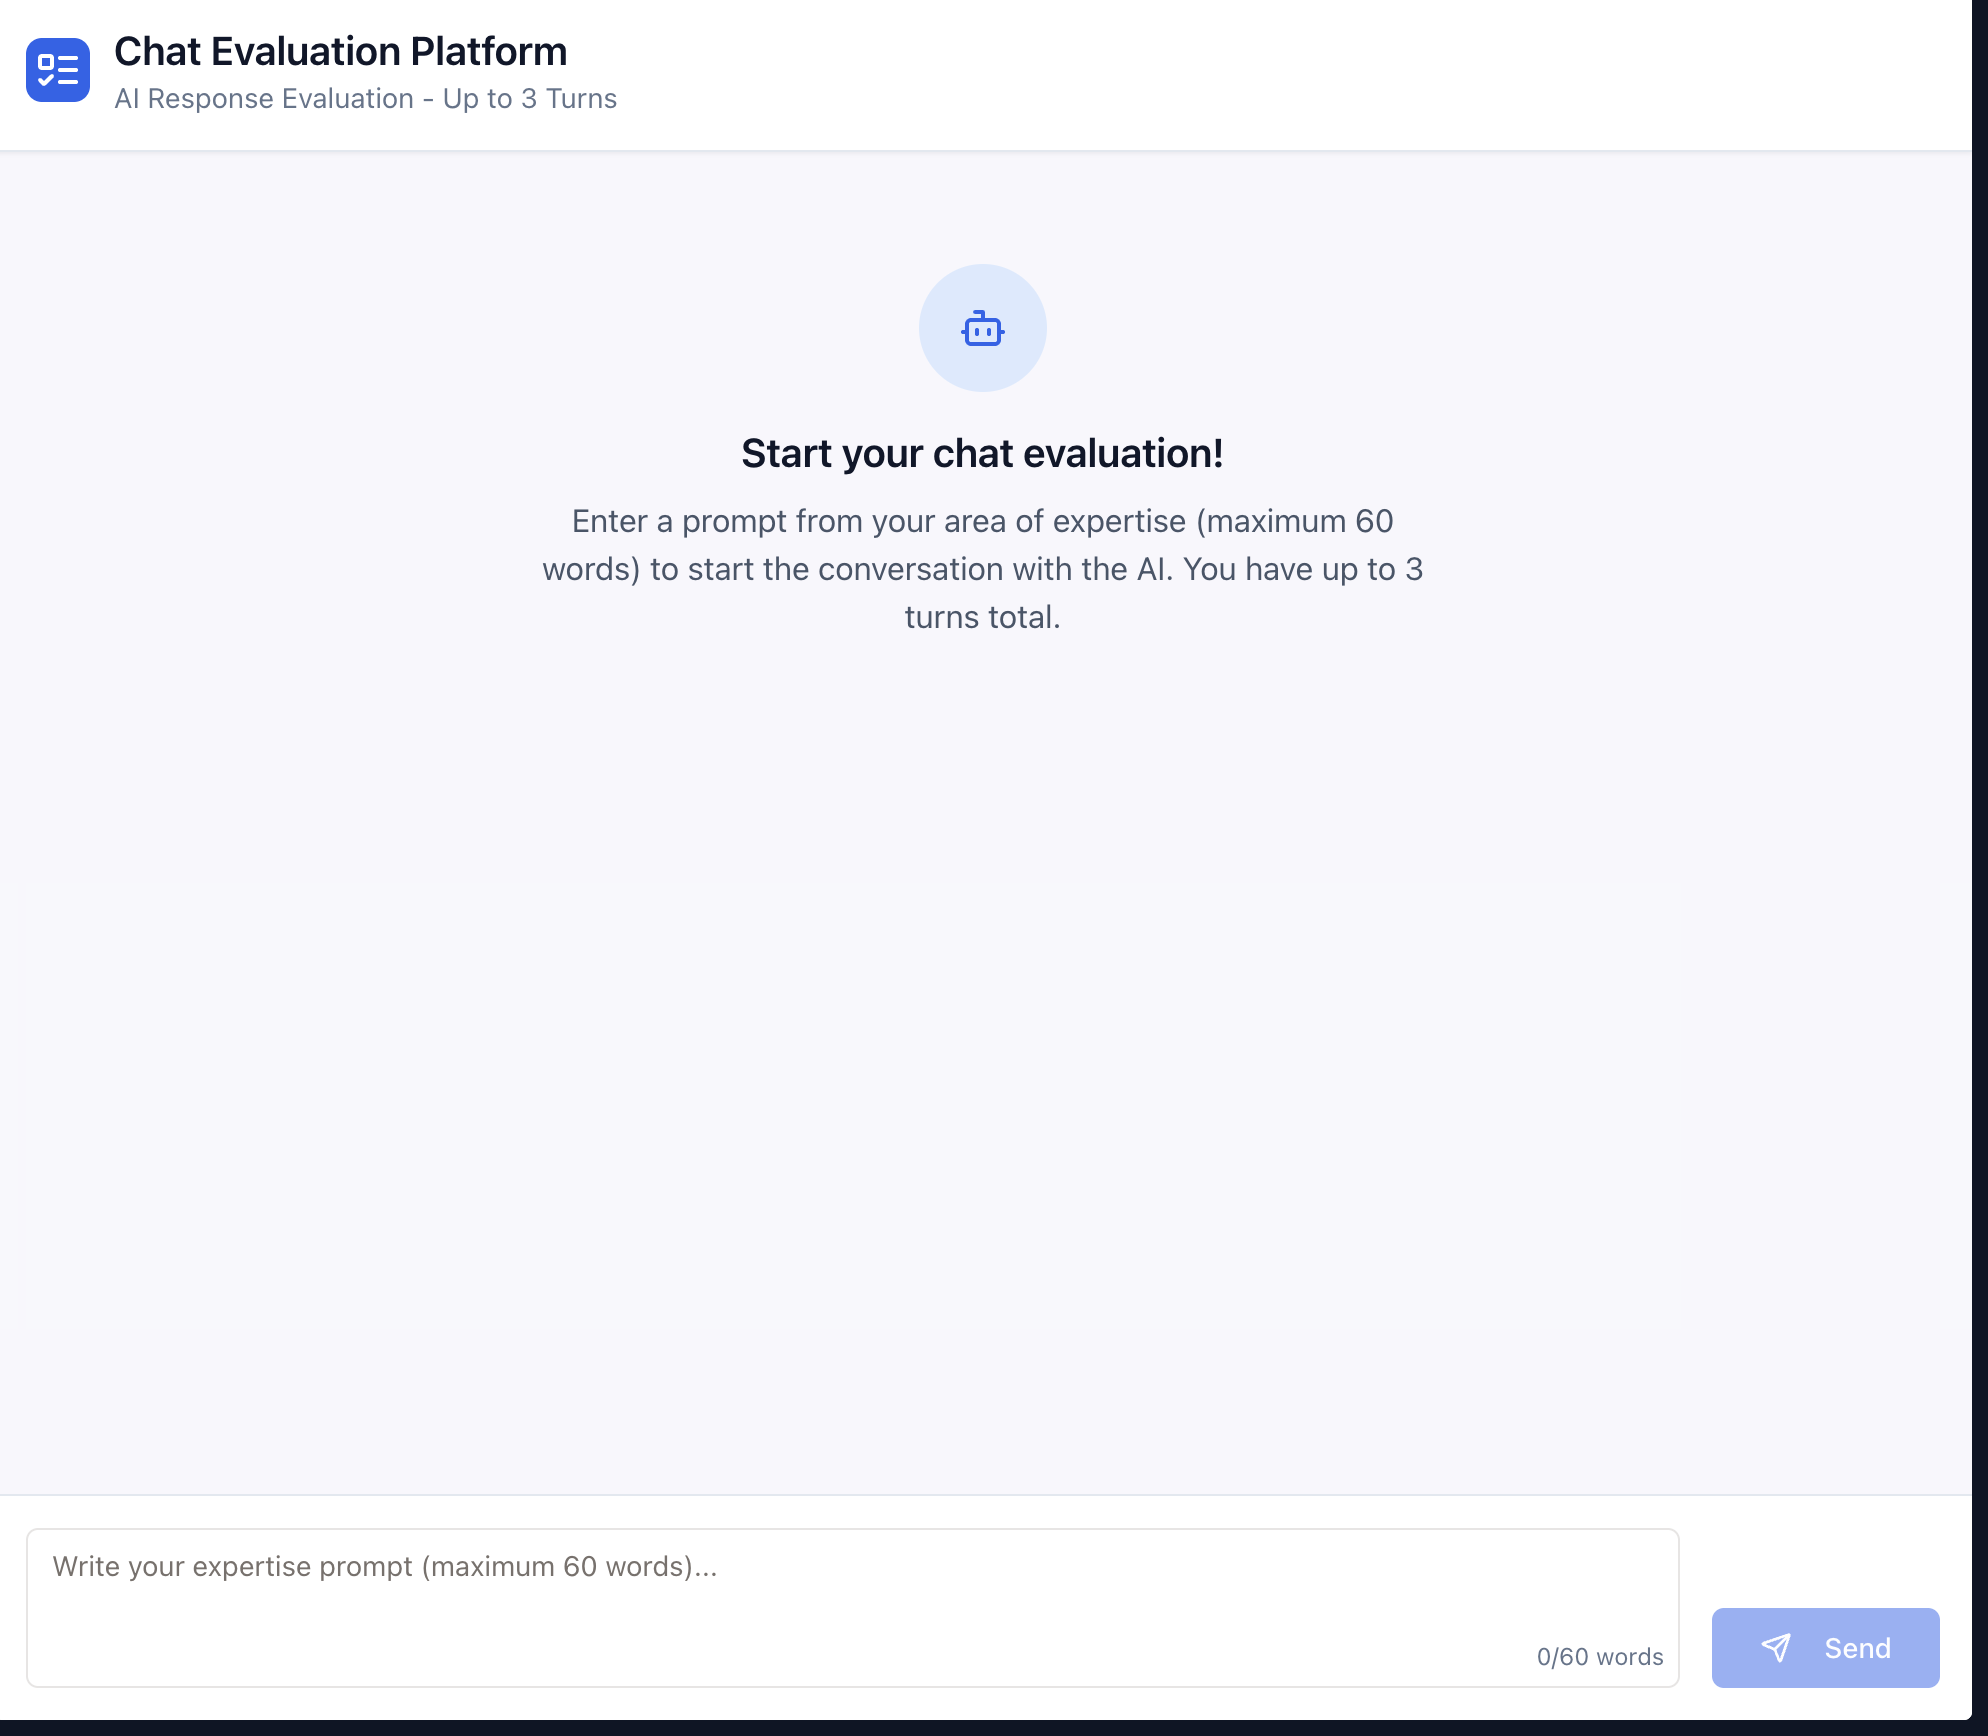 Chat Evaluation Platform
AI Response Evaluation - Up to 3 Turns
Start your chat evaluation!
Enter a prompt from your area of expertise (maximum 60
words) to start the conversation with the AI. You have up to 3
turns total.
Write your expertise prompt (maximum 60 words)...
0/60 words
Send